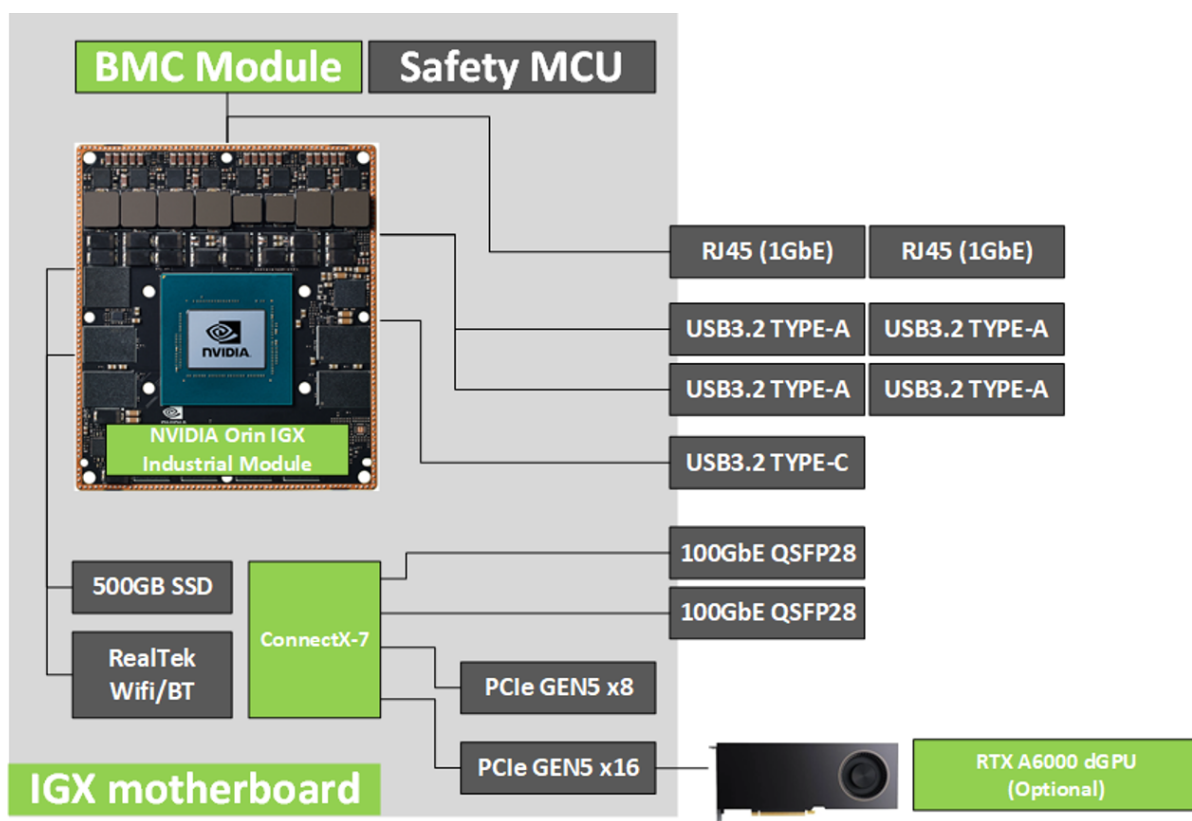 BMC Module
Safety MCU
RJ45 (1GbE)
RJ45 (1GbE)
USB3.2 TYPE-A
USB3.2 TYPE-A
USB3.2 TYPE-A
USB3.2 TYPE-A
NVIDIA
NVIDIA Orin IGX
Industrial Module
USB3.2 TYPE-C
500GB SSD
ConnectX-7
100GbE QSFP28
100GbE QSFP28
RealTek
Wifi/BT
PCIe GEN5 x8
PCIe GEN5 x16
RTX A6000 dGPU
(Optional)
IGX motherboard